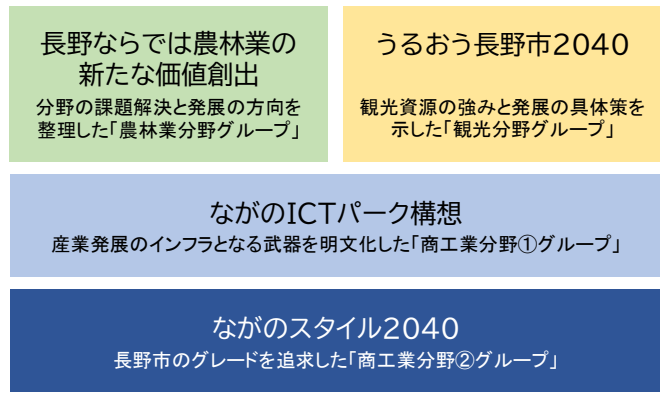 長野ならでは農林業の
新たな価値創出
分野の課題解決と発展の方向を
整理した「農林業分野グループ」
うるおう長野市2040
観光資源の強みと発展の具体策を
示した「観光分野グループ」
ながのICTパーク構想
産業発展のインフラとなる武器を明文化した「商工業分野①グループ」
ながのスタイル2040
長野市のグレードを追求した「商工業分野②グループ」